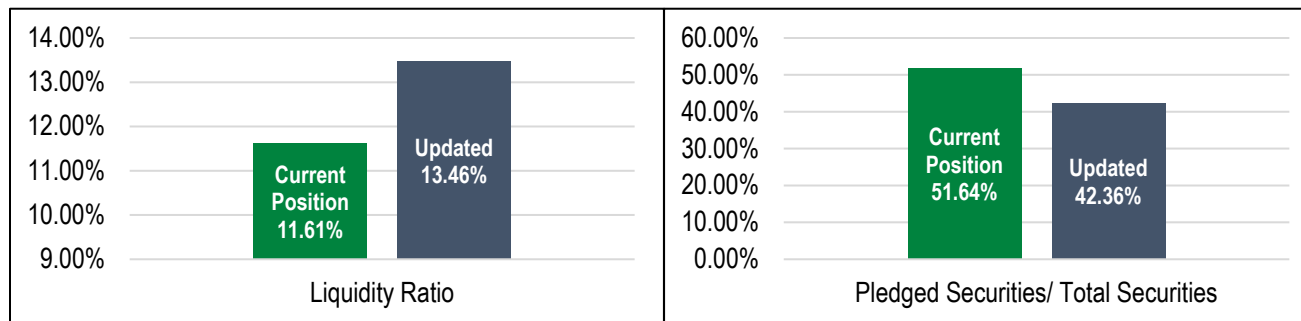 14.00%
13.00%
12.00%
11.00%
10.00%
9.00%
Current
Position
11.61%
Updated
13.46%
Liquidity Ratio
60.00%
50.00%
40.00%
30.00%
20.00%
10.00%
0.00%
Current
Position
51.64%
Updated
42.36%
Pledged Securities/ Total Securities